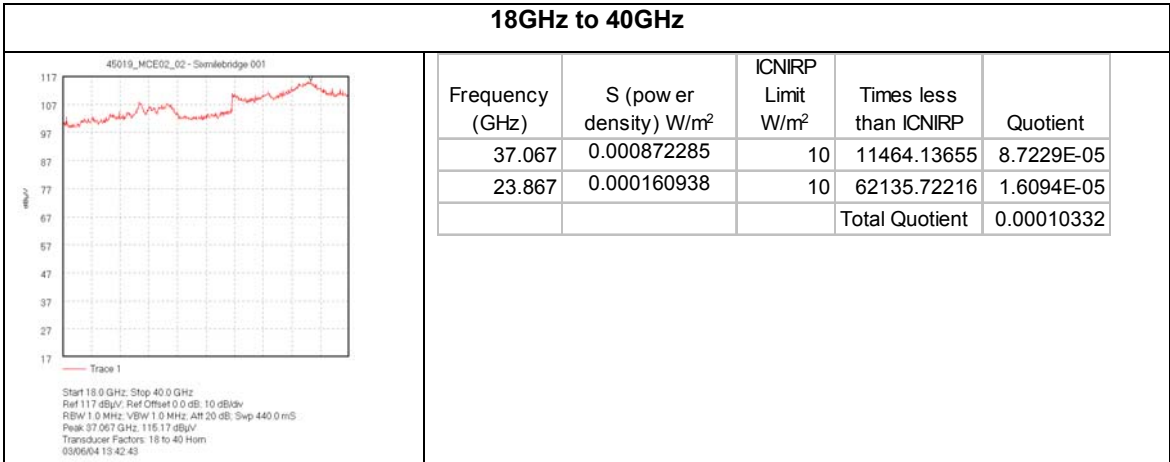 18GHz to 40GHz
45019_MCE02_02 - Sixmilebridge 001
117
107
97
87
77
67
57
47
37
27
17
dBµV
Trace 1
Start 18.0 GHz; Stop 40.0 GHz
Ref 117 dBµV; Ref Offset 0.0 dB; 10 dB/div
RBW 1.0 MHz; VBW 1.0 MHz; Att 20 dB; Swp 440.0 mS
Peak 37.067 GHz, 115.17 dBµV
Transducer Factors: 18 to 40 Horn
03/06/04 13:42:43
Frequency (GHz) S (pow er density) W/m² ICNIRP Limit W/m² Times less than ICNIRP Quotient
37.067 0.000872285 10 11464.13655 8.7229E-05
23.867 0.000160938 10 62135.72216 1.6094E-05
Total Quotient 0.00010332